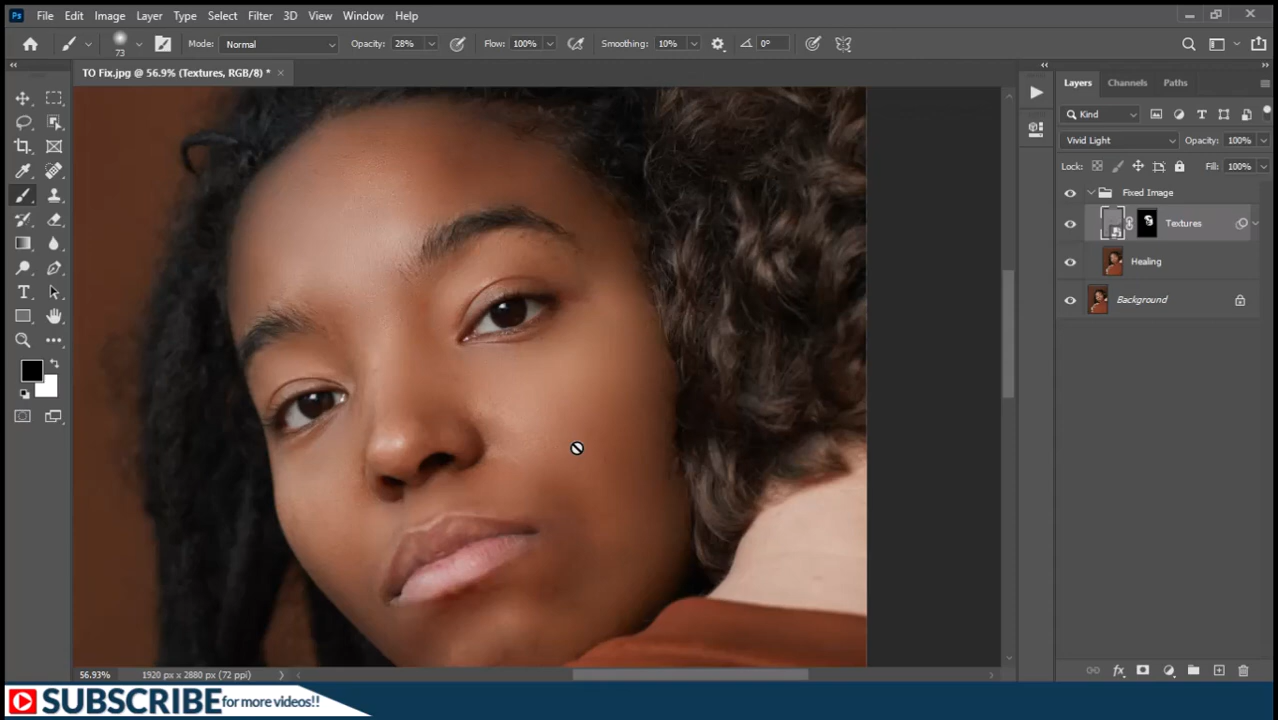 Ps File Edit Image Layer Type Select Filter 3D View Window Help
73 Mode: Normal Opacity: 28% Flow: 100% Smoothing: 10% 0°
TO Fix.jpg @ 56.9% (Textures, RGB/8) *
Layers Channels Paths
Kind
Vivid Light Opacity: 100%
Lock: Fill: 100%
Fixed Image
Textures
Healing
Background
56.93% 1920 px x 2880 px (72 ppi)
SUBSCRIBE for more videos!!